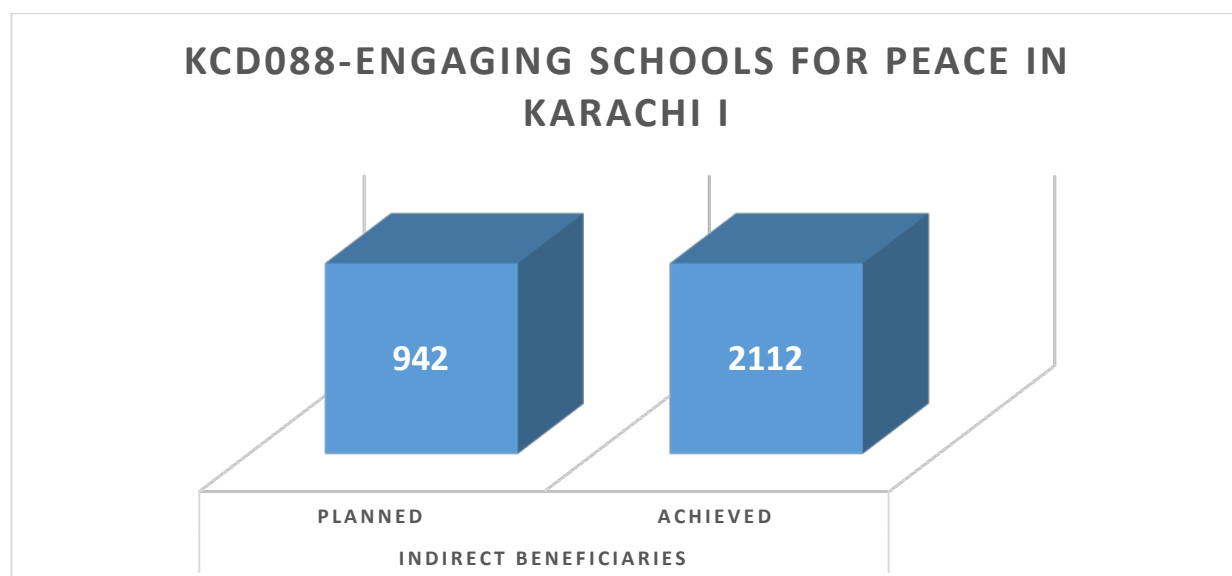 KCD088-ENGAGING SCHOOLS FOR PEACE IN
KARACHI I
942
2112
PLANNED
ACHIEVED
INDIRECT BENEFICIARIES